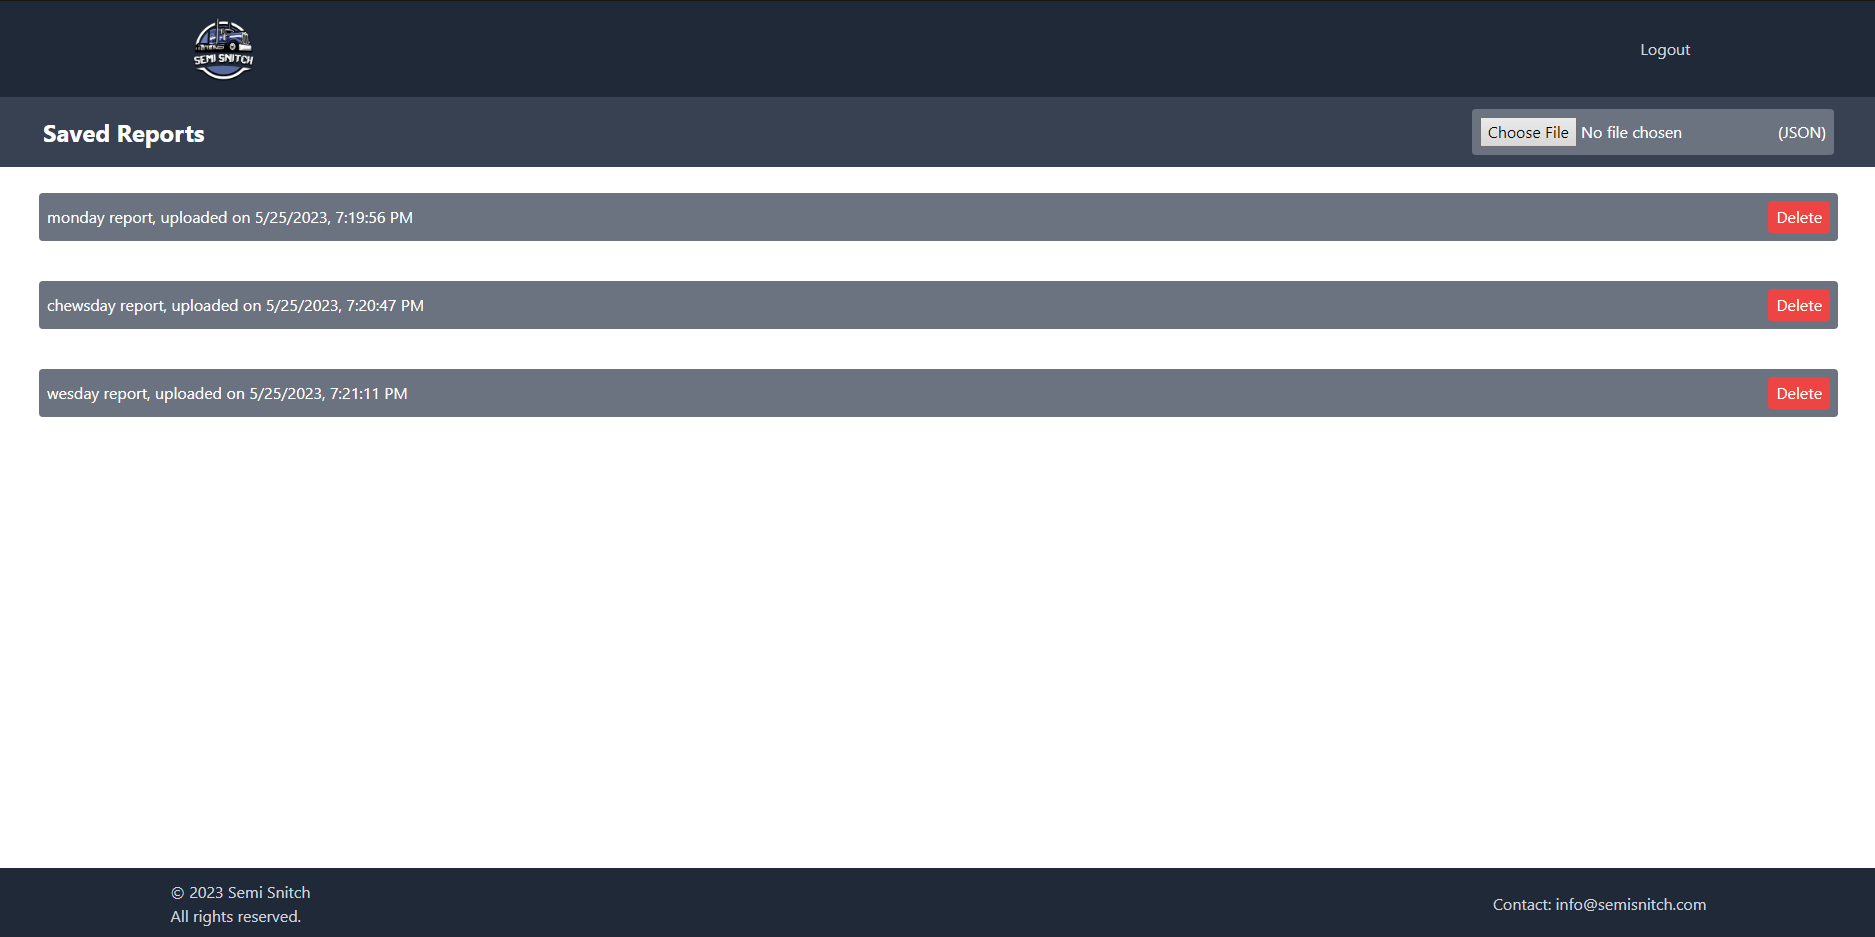 SEMI SNITCH
Logout
Saved Reports
Choose File No file chosen (JSON)
monday report, uploaded on 5/25/2023, 7:19:56 PM Delete
chewsday report, uploaded on 5/25/2023, 7:20:47 PM Delete
wesday report, uploaded on 5/25/2023, 7:21:11 PM Delete
© 2023 Semi Snitch
All rights reserved.
Contact: info@semisnitch.com